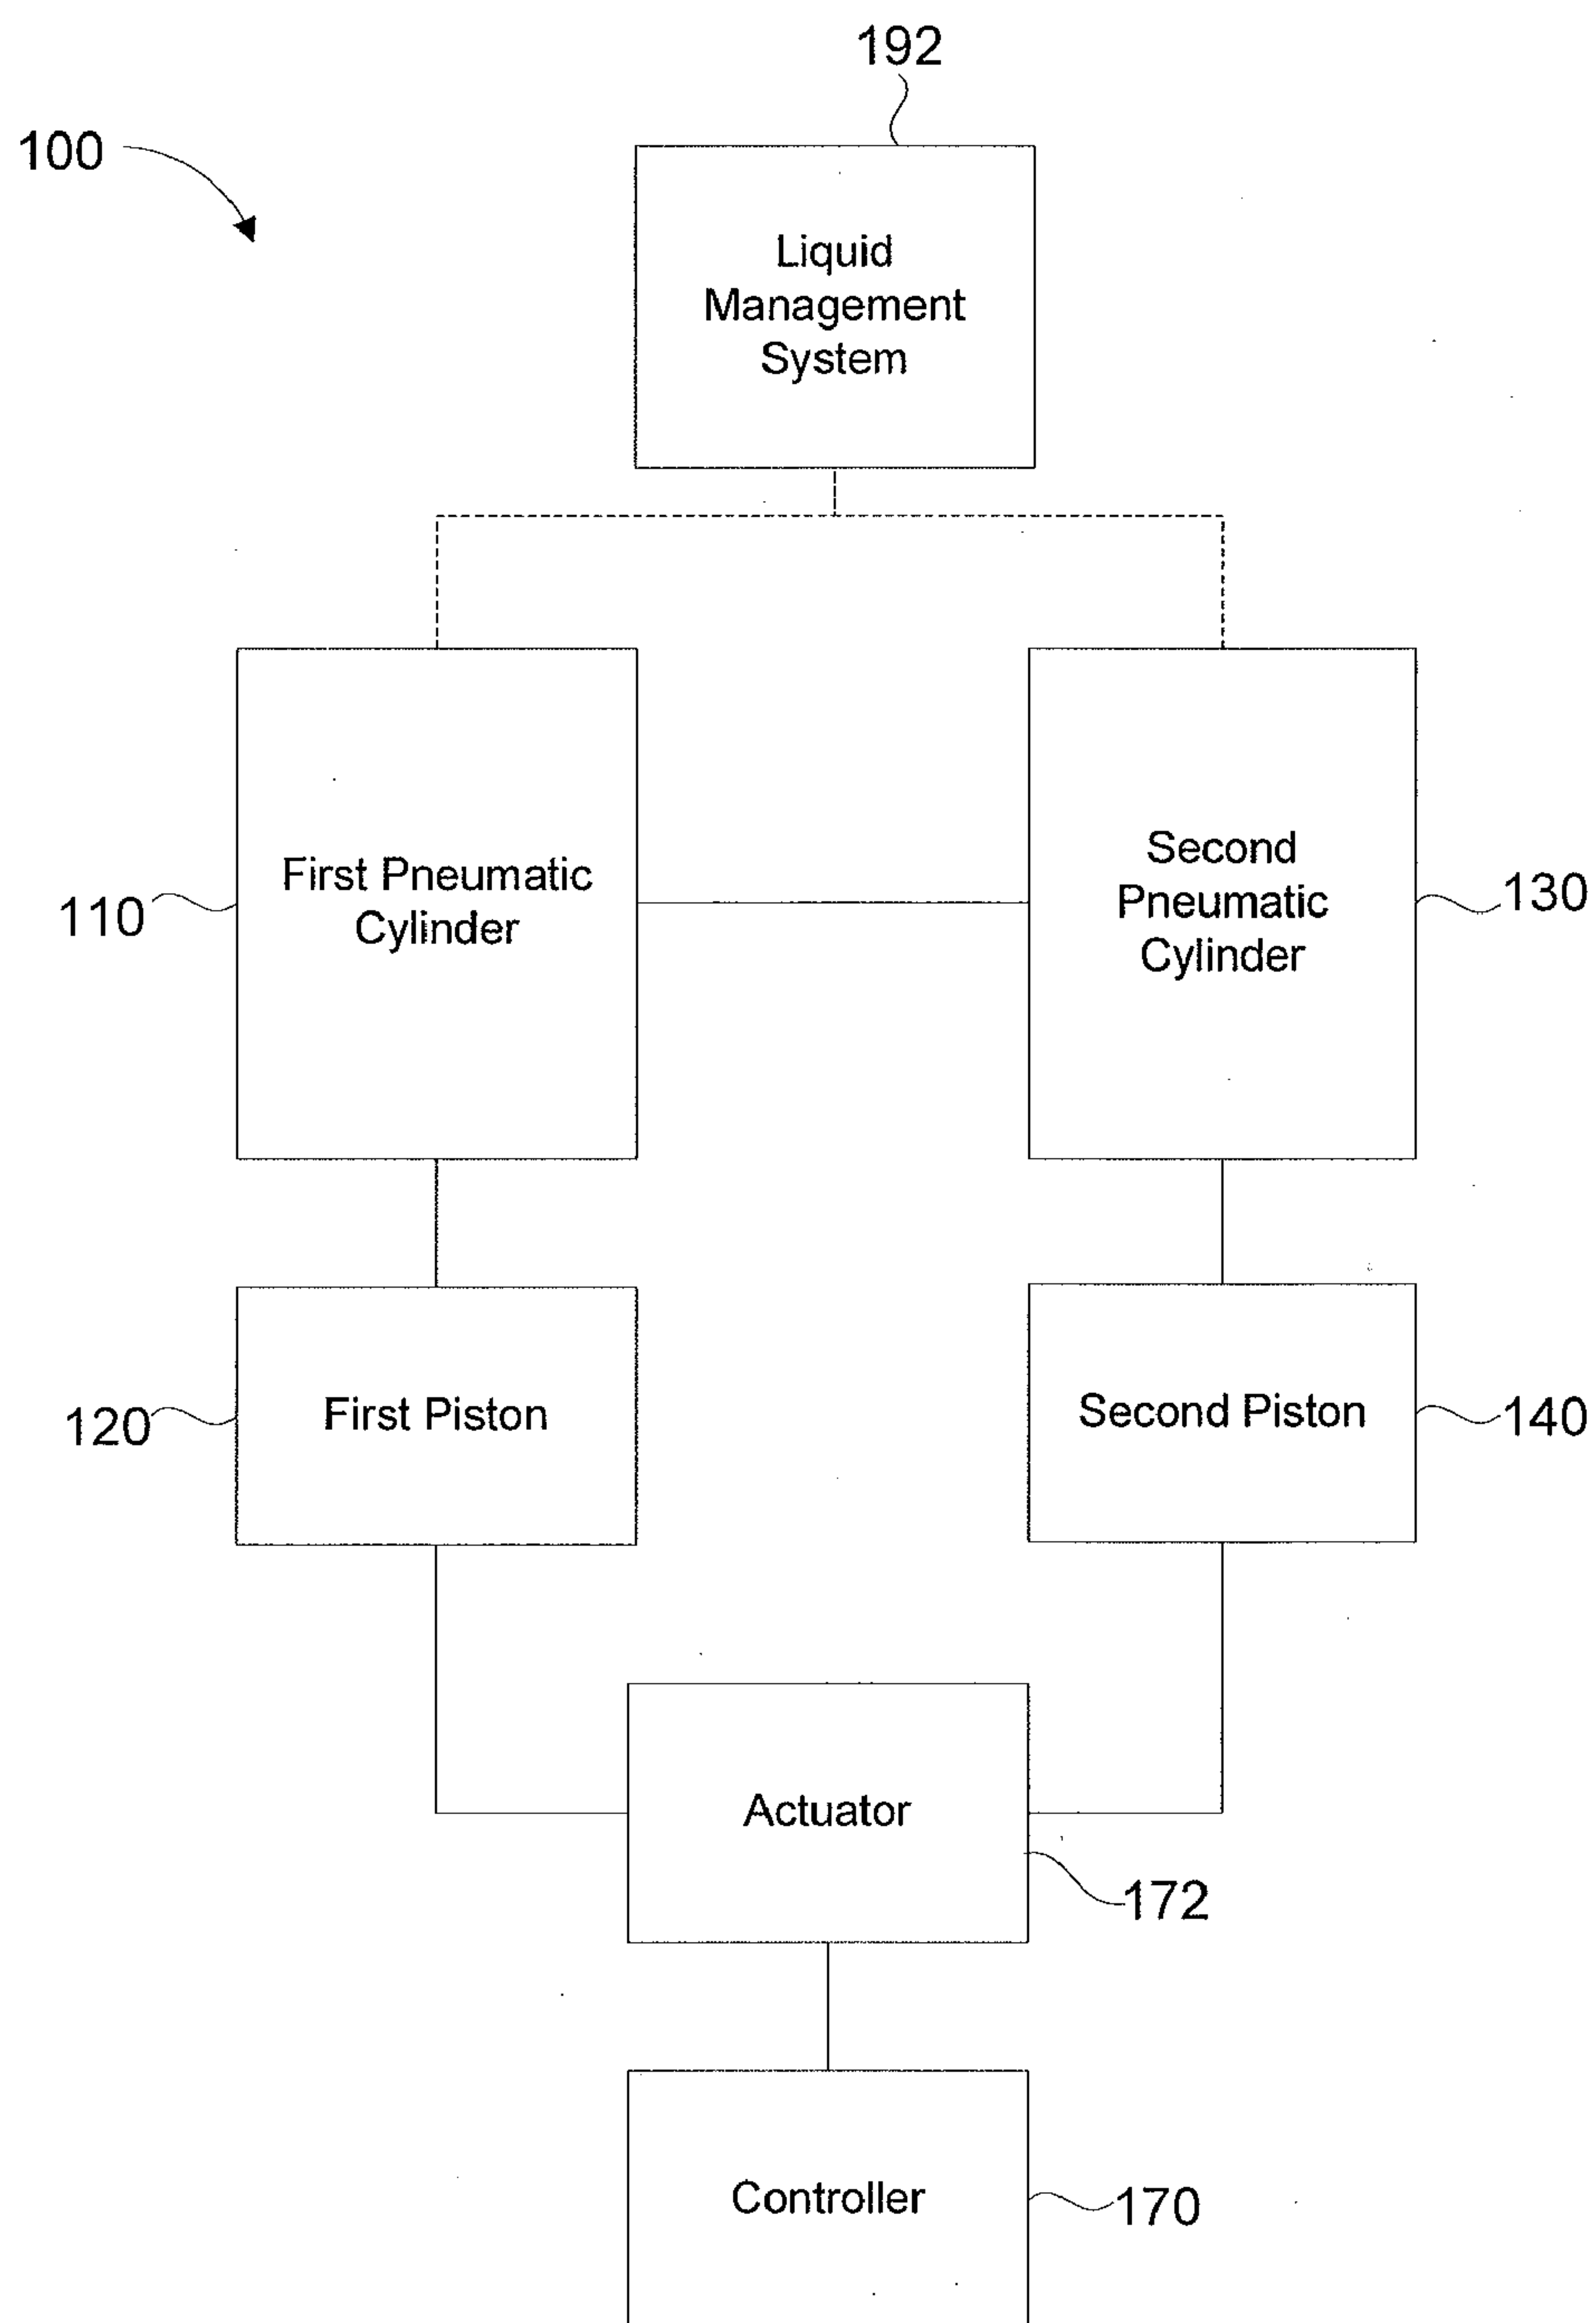 192
100
Liquid
Management
System
First Pneumatic
Cylinder
110
Second
Pneumatic
Cylinder
130
First Piston
120
Second Piston
140
Actuator
172
Controller
170